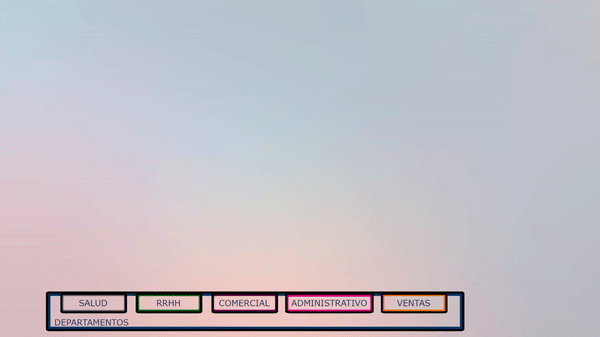 SALUD RRHH COMERCIAL ADMINISTRATIVO VENTAS
DEPARTAMENTOS